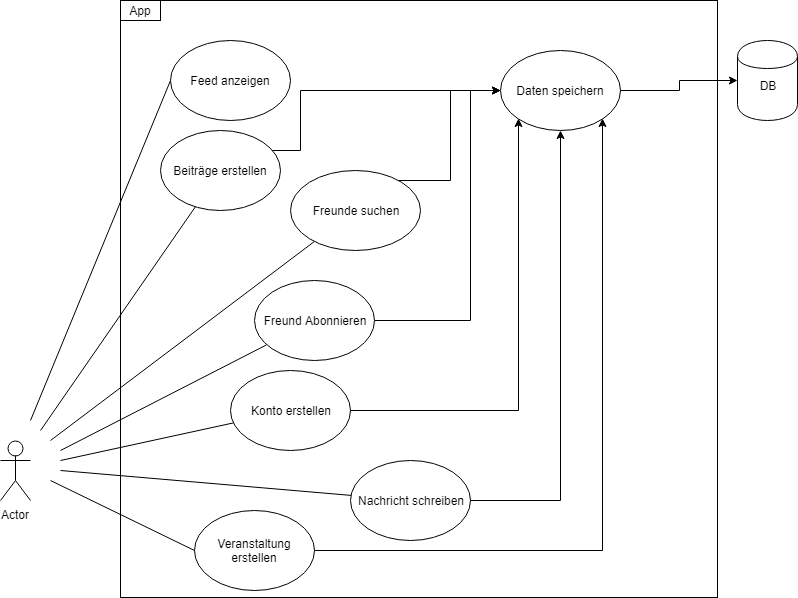 App
Feed anzeigen
Daten speichern
DB
Beiträge erstellen
Freunde suchen
Freund Abonnieren
Konto erstellen
Nachricht schreiben
Actor
Veranstaltung
erstellen